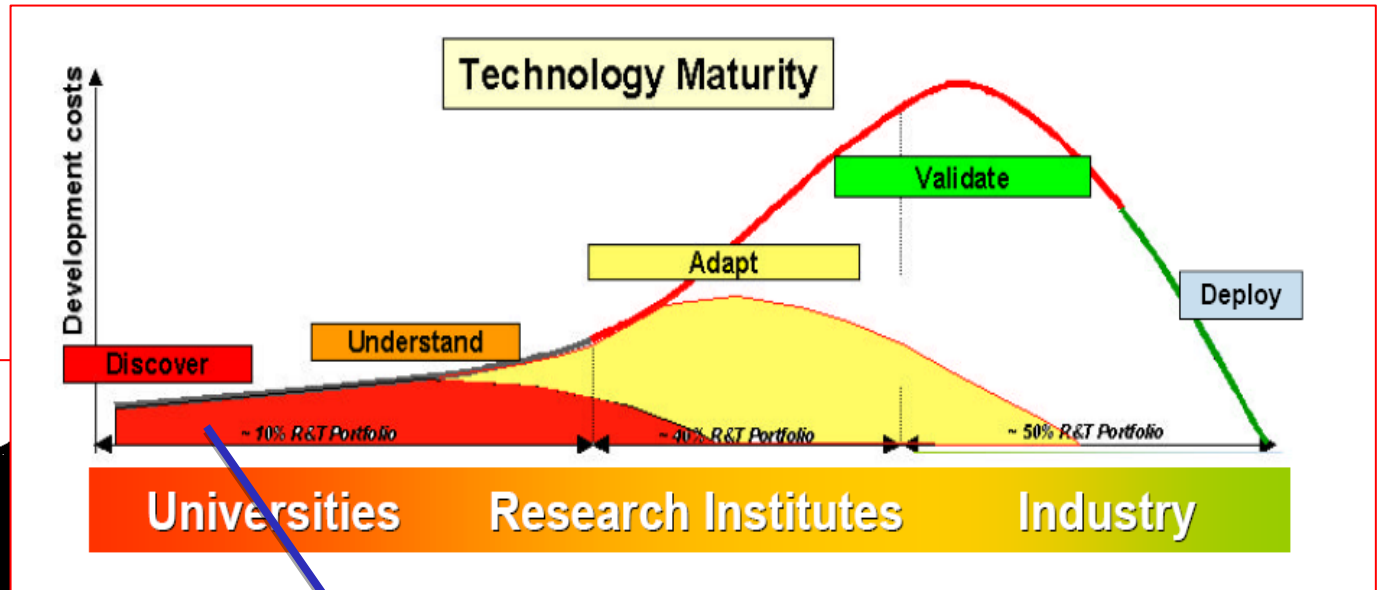 Technology Maturity
Development costs
Validate
Adapt
Deploy
Understand
Discover
~ 10% R&T Portfolio
~ 40% R&T Portfolio
~ 50% R&T Portfolio
Universities Research Institutes Industry